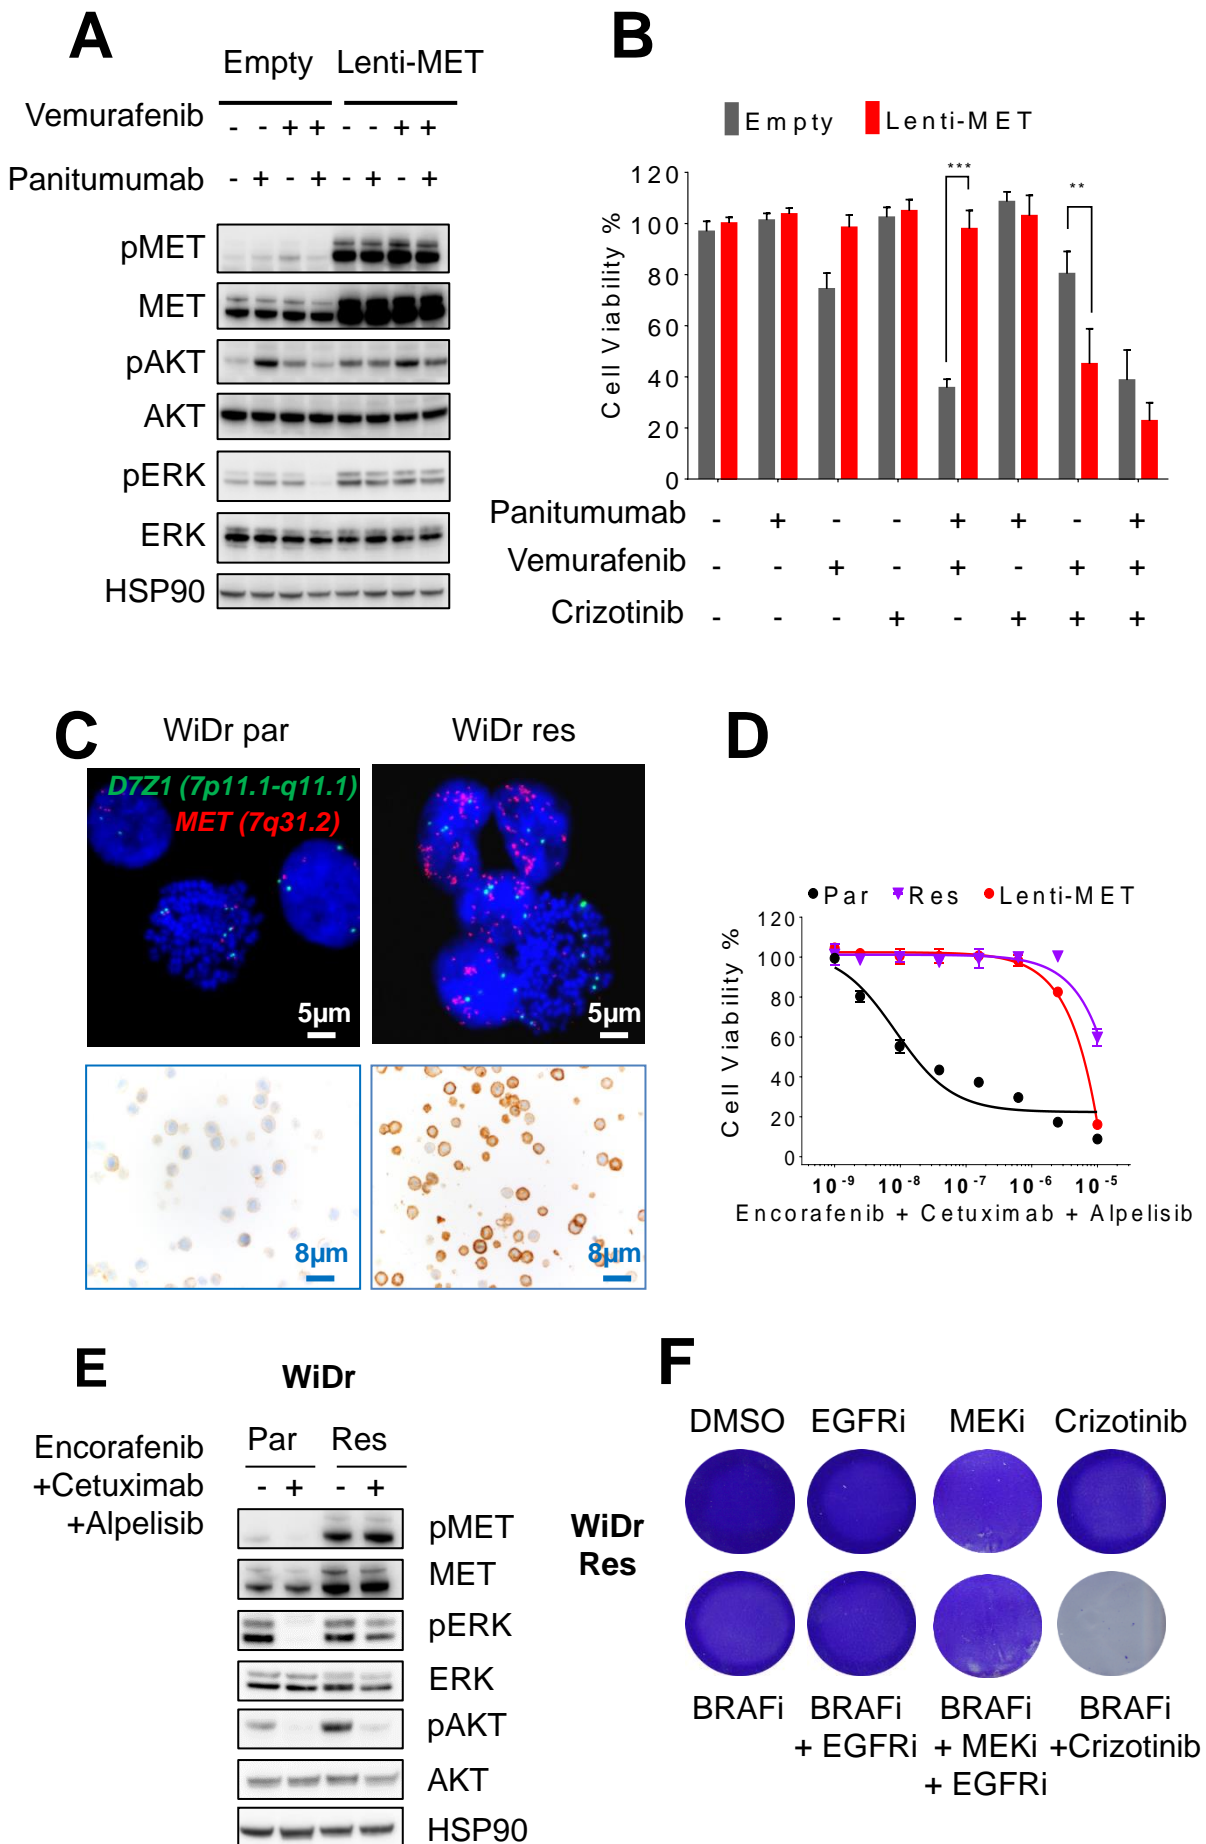 A
Empty Lenti-MET
Vemurafenib - - + + - - + +
Panitumumab - + - + - + - +
pMET
MET
pAKT
AKT
pERK
ERK
HSP90
B
Empty Lenti-MET
*** **
Cell Viability %
120
100
80
60
40
20
0
Panitumumab - + - - + + - +
Vemurafenib - - + - + - + +
Crizotinib - - - + - + + +
C
WiDr par WiDr res
D7Z1 (7p11.1-q11.1)
MET (7q31.2)
5µm 5µm
8µm 8µm
D
Par Res Lenti-MET
Cell Viability %
120
100
80
60
40
20
0
10⁻⁹ 10⁻⁸ 10⁻⁷ 10⁻⁶ 10⁻⁵
Encorafenib + Cetuximab + Alpelisib
E
WiDr
Par Res
Encorafenib
+Cetuximab
+Alpelisib
- + - +
pMET
MET
pERK
ERK
pAKT
AKT
HSP90
F
DMSO EGFRi MEKi Crizotinib
WiDr
Res
BRAFi BRAFi BRAFi BRAFi
+ EGFRi + MEKi +Crizotinib
+ EGFRi